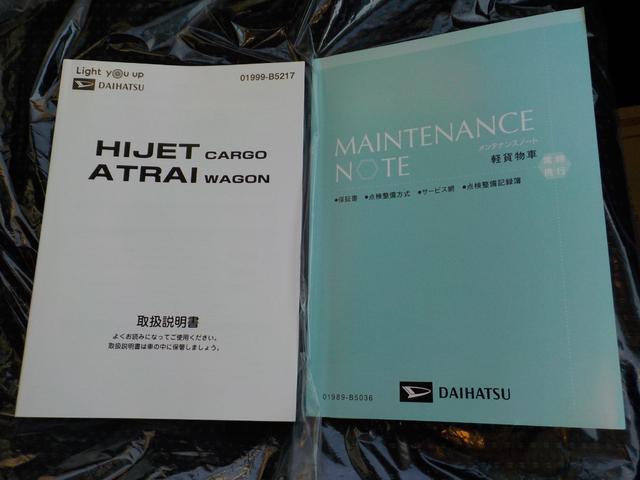 Light you up
DAIHATSU
01999-B5217
HIJET CARGO
ATRAI WAGON
取扱説明書
よくお読みになってご使用ください。
取扱説明書は車の中に保管しましょう。
MAINTENANCE
NOTE
メンテナンスノート
軽貨物車
●保証書 ●点検整備方式 ●サービス網 ●点検整備記録簿
01989-B5036
DAIHATSU